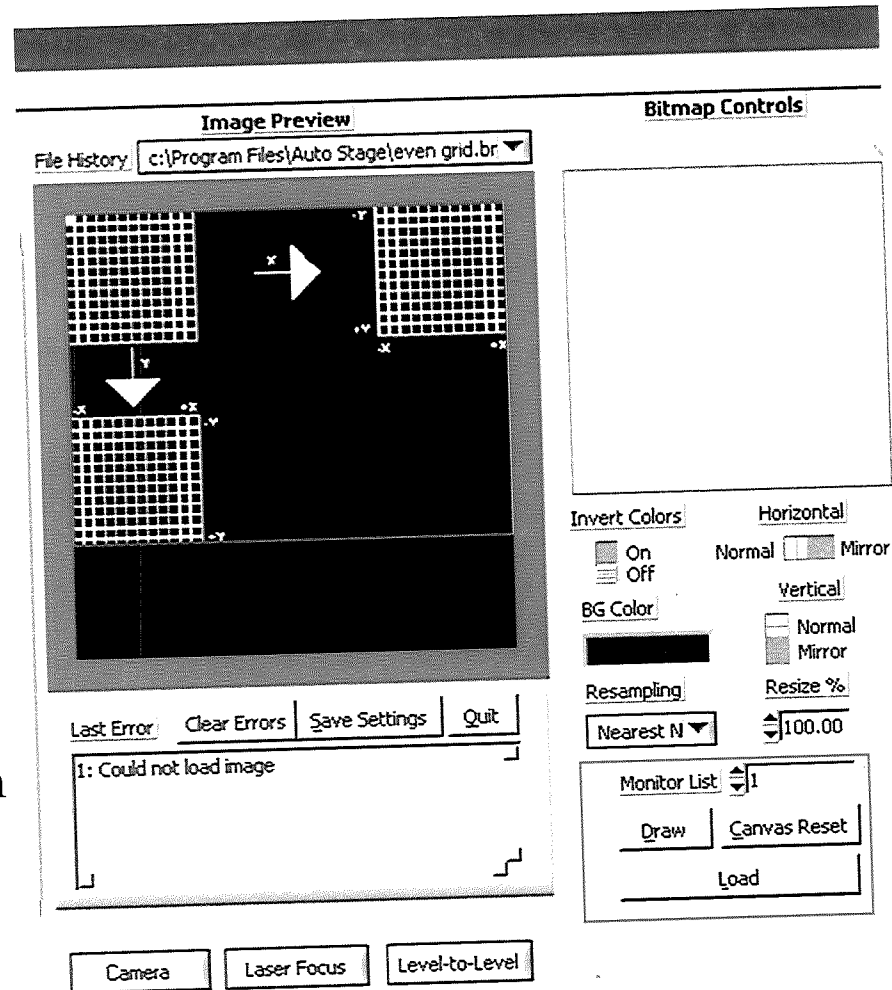 Image Preview
Bitmap Controls
File History
c:\Program Files\Auto Stage\even grid.br
-Y
X
+Y
-X
+X
Y
-X
+X
-Y
+Y
Invert Colors
Horizontal
On
Off
Normal
Mirror
BG Color
Vertical
Normal
Mirror
Resampling
Resize %
Nearest N
100.00
Last Error
Clear Errors
Save Settings
Quit
1: Could not load image
Monitor List
1
Draw
Canvas Reset
Load
Camera
Laser Focus
Level-to-Level